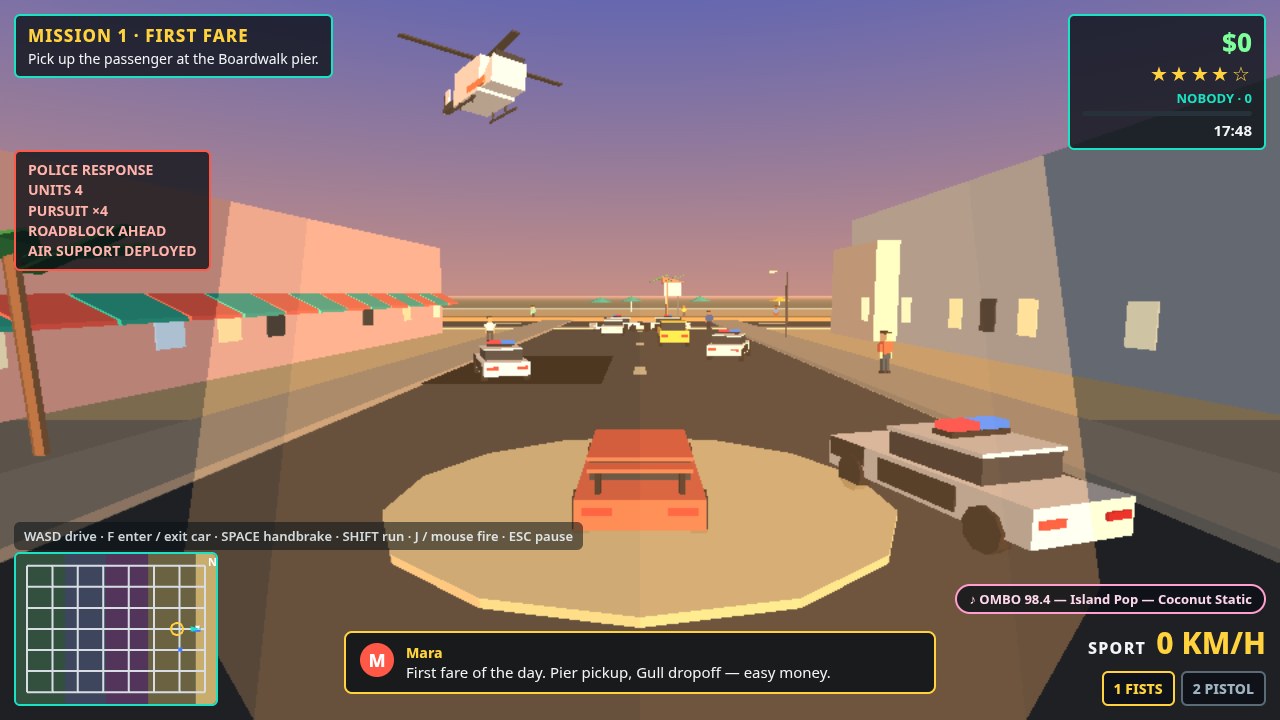 MISSION 1 · FIRST FARE
Pick up the passenger at the Boardwalk pier.
$0
★★★★☆
NOBODY · 0
17:48
POLICE RESPONSE
UNITS 4
PURSUIT ×4
ROADBLOCK AHEAD
AIR SUPPORT DEPLOYED
WASD drive · F enter / exit car · SPACE handbrake · SHIFT run · J / mouse fire · ESC pause
N
♪ OMBO 98.4 — Island Pop — Coconut Static
M
Mara
First fare of the day. Pier pickup, Gull dropoff — easy money.
SPORT 0 KM/H
1 FISTS
2 PISTOL